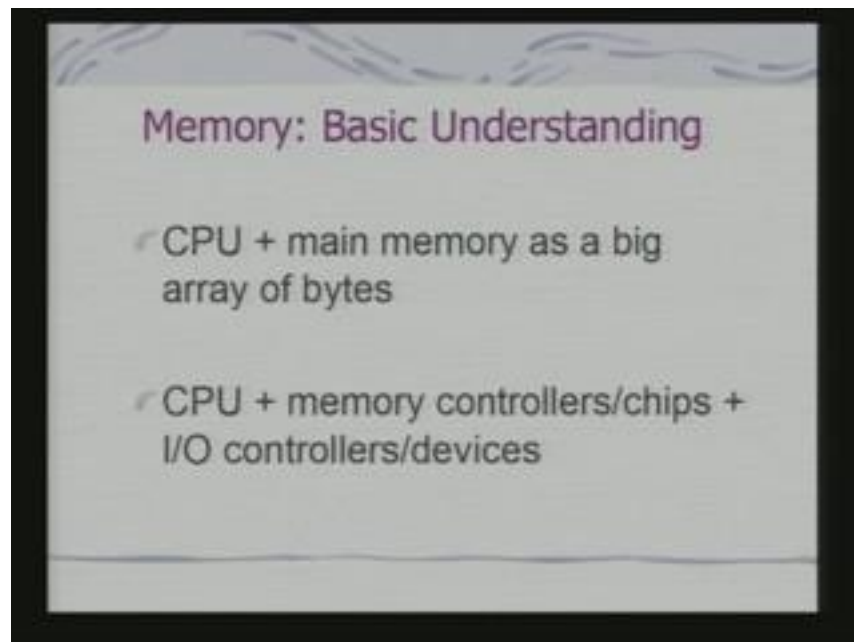 Memory: Basic Understanding
CPU + main memory as a big
array of bytes
CPU + memory controllers/chips +
I/O controllers/devices